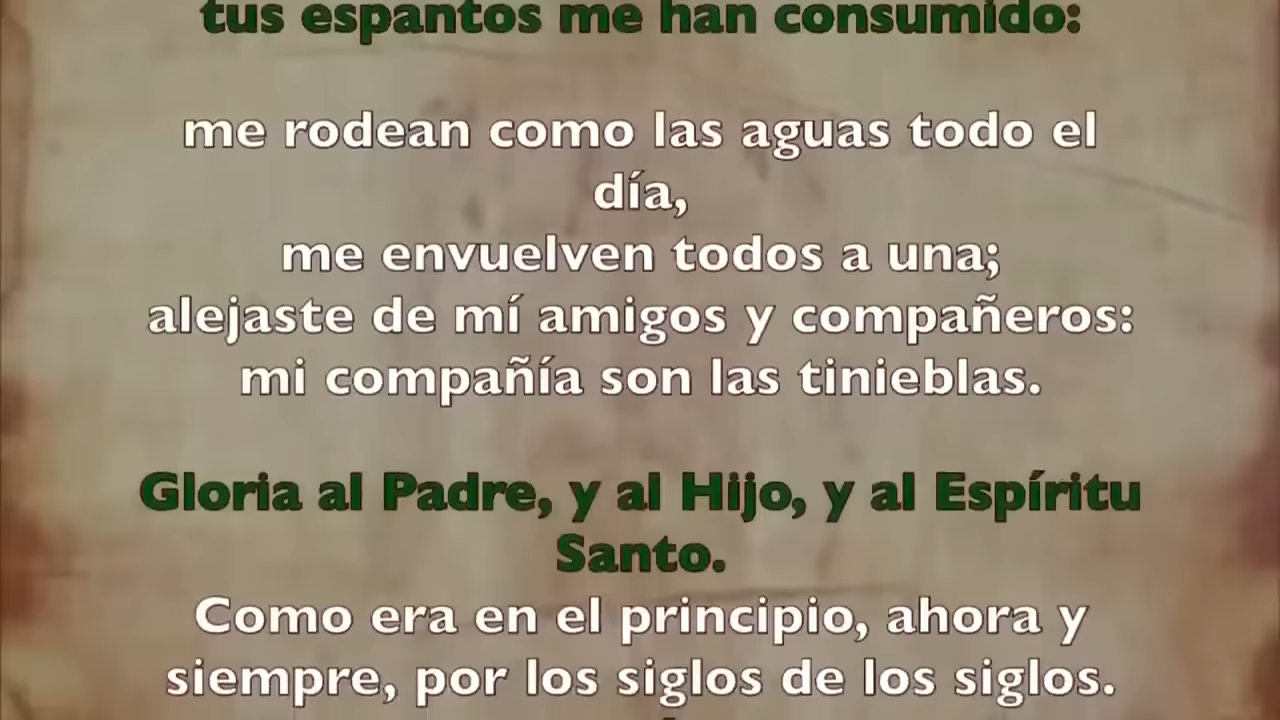 tus espantos me han consumido:
me rodean como las aguas todo el
día,
me envuelven todos a una;
alejaste de mí amigos y compañeros:
mi compañía son las tinieblas.
Gloria al Padre, y al Hijo, y al Espíritu
Santo.
Como era en el principio, ahora y
siempre, por los siglos de los siglos.